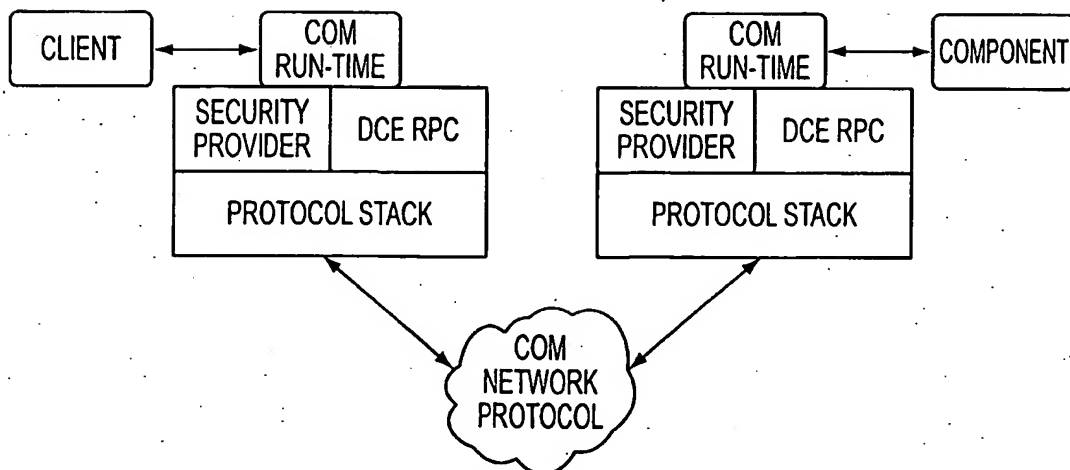 CLIENT
COM
RUN-TIME
SECURITY
PROVIDER
DCE RPC
PROTOCOL STACK
COM
RUN-TIME
COMPONENT
SECURITY
PROVIDER
DCE RPC
PROTOCOL STACK
COM
NETWORK
PROTOCOL